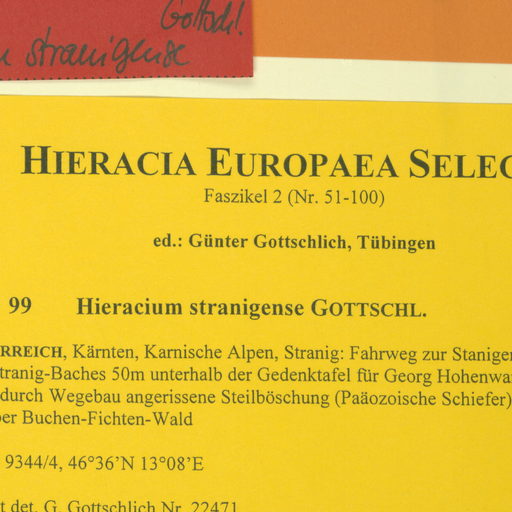 Gottschl.
stranigense
HIERACIA EUROPAEA SELEC
Faszikel 2 (Nr. 51-100)
ed.: Günter Gottschlich, Tübingen
99 Hieracium stranigense GOTTSCHL.
RREICH, Kärnten, Karnische Alpen, Stranig: Fahrweg zur Staniger
tranig-Baches 50m unterhalb der Gedenktafel für Georg Hohenwar
durch Wegebau angerissene Steilböschung (Paäozoische Schiefer)
er Buchen-Fichten-Wald
9344/4, 46°36'N 13°08'E
t det. G. Gottschlich Nr. 22471